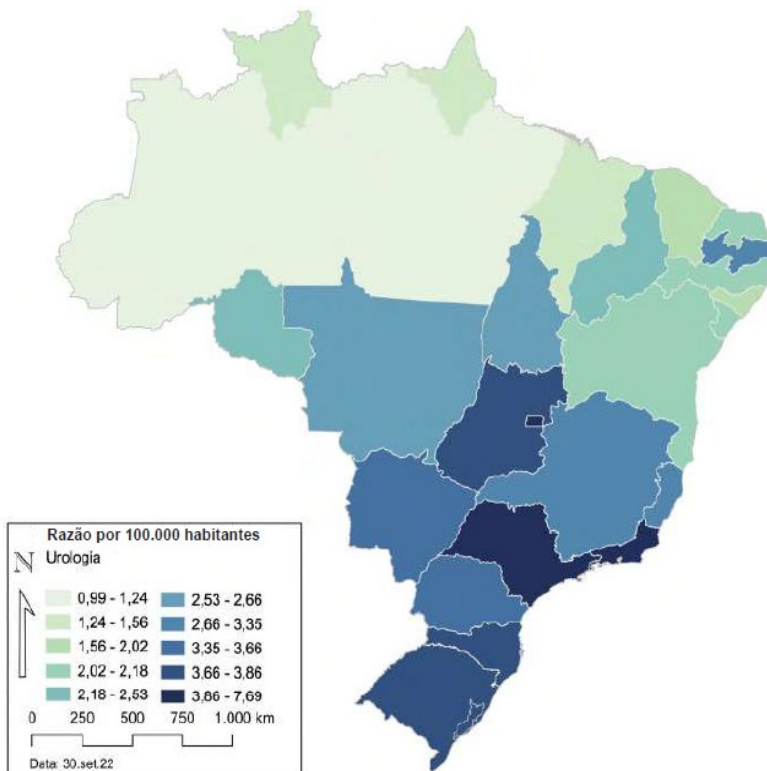 Razão por 100.000 habitantes
N Urologia
0,99 - 1,24
1,24 - 1,56
1,56 - 2,02
2,02 - 2,18
2,18 - 2,53
2,53 - 2,66
2,66 - 3,35
3,35 - 3,66
3,66 - 3,86
3,86 - 7,69
0 250 500 750 1.000 km
Data: 30.set.22